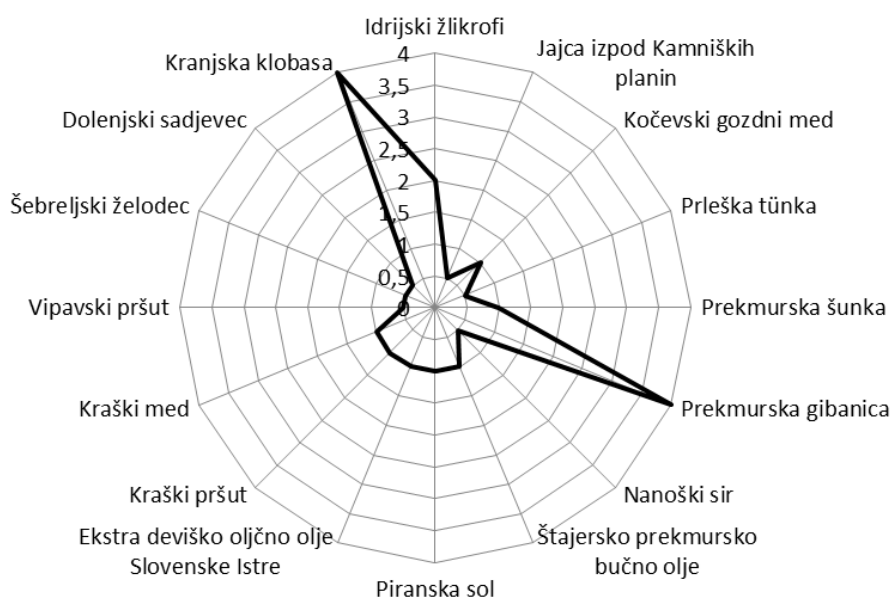 Idrijski žlikrofi
Jajca izpod Kamniških
planin
Kočevski gozdni med
Prleška tünka
Prekmurska šunka
Prekmurska gibanica
Nanoški sir
Štajersko prekmursko
bučno olje
Piranska sol
Ekstra deviško oljčno olje
Slovenske Istre
Kraški pršut
Kraški med
Vipavski pršut
Šebreljski želodec
Dolenjski sadjevec
Kranjska klobasa
4
3,5
3
2,5
2
1,5
1
0,5
0